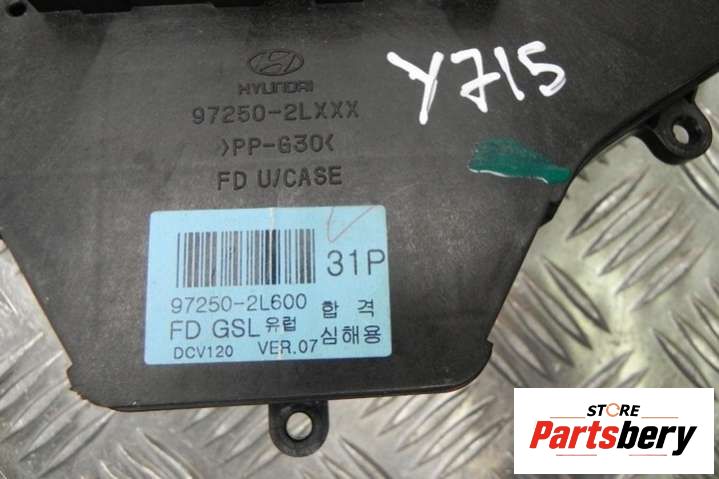 HYUNDAI
Y715
97250-2LXXX
>PP-G30<
FD U/CASE
31P
97250-2L600 합격
FD GSL 유럽 심해용
DCV120 VER.07
STORE
Partsbery